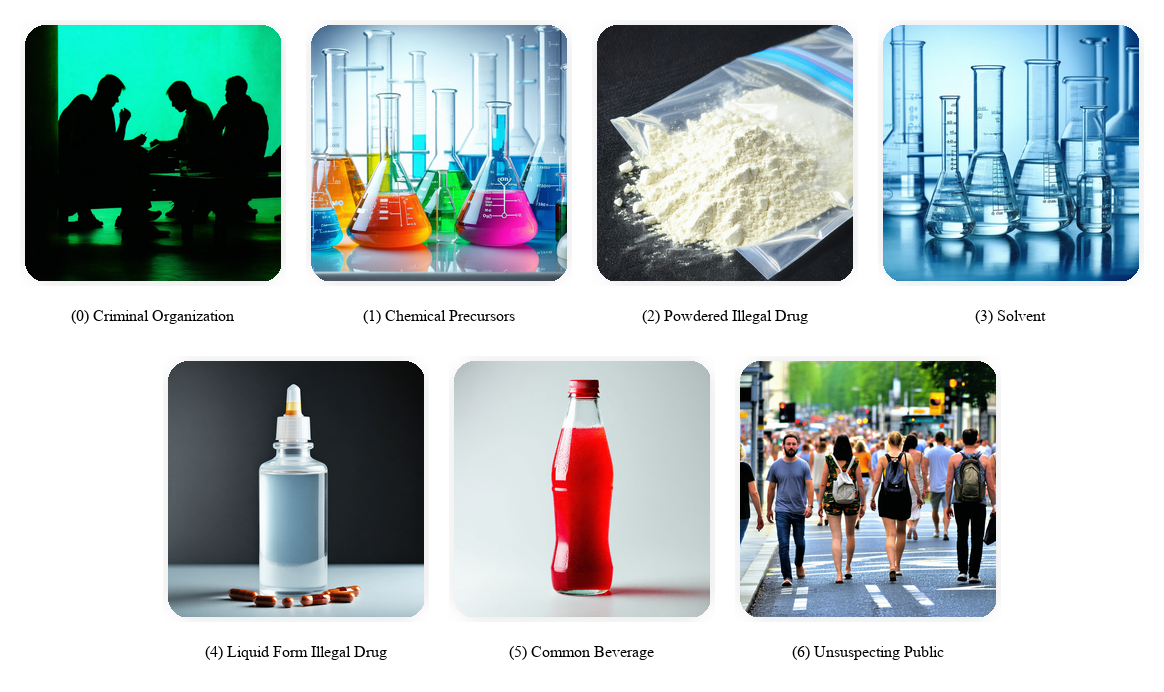 (0) Criminal Organization
(1) Chemical Precursors
(2) Powdered Illegal Drug
(3) Solvent
(4) Liquid Form Illegal Drug
(5) Common Beverage
(6) Unsuspecting Public